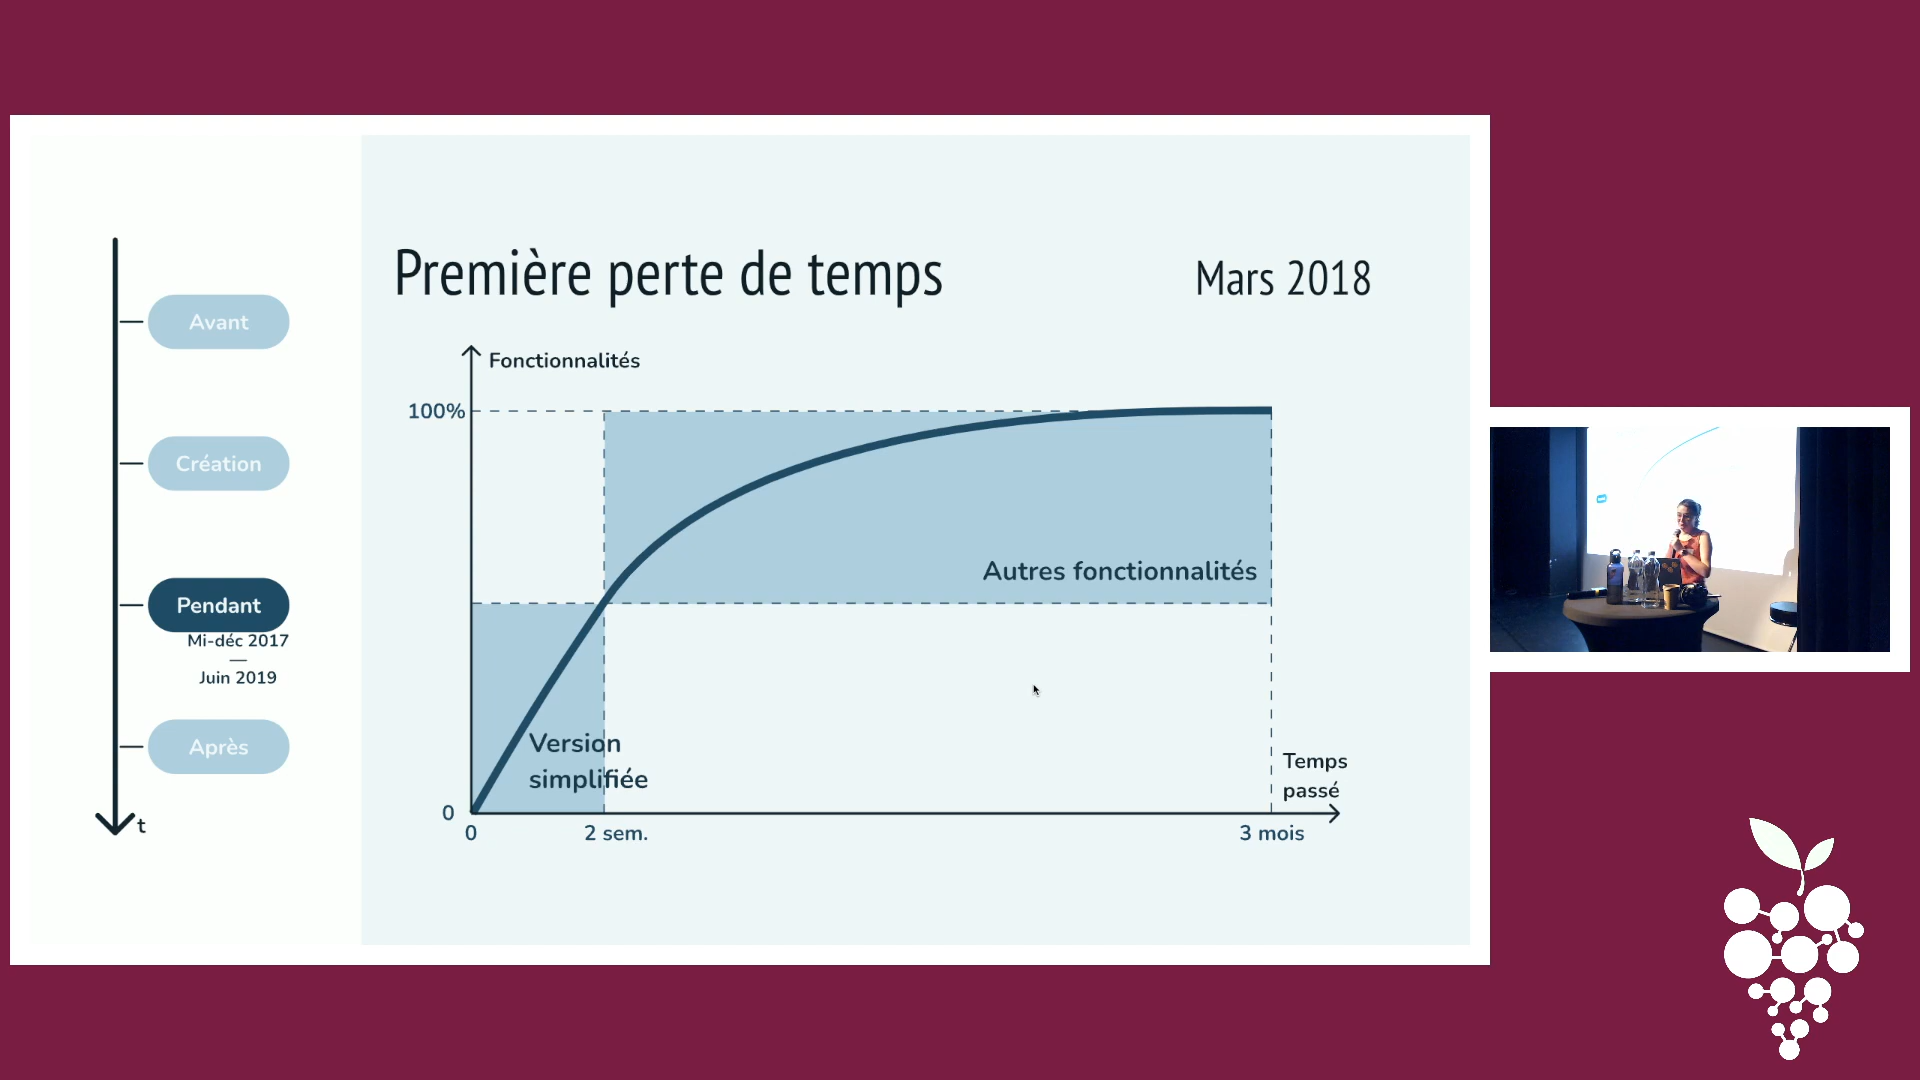 Avant
Création
Pendant
Mi-déc 2017
—
Juin 2019
Après
t
Première perte de temps
Mars 2018
Fonctionnalités
100%
Autres fonctionnalités
Version
simplifiée
Temps
passé
0
0
2 sem.
3 mois